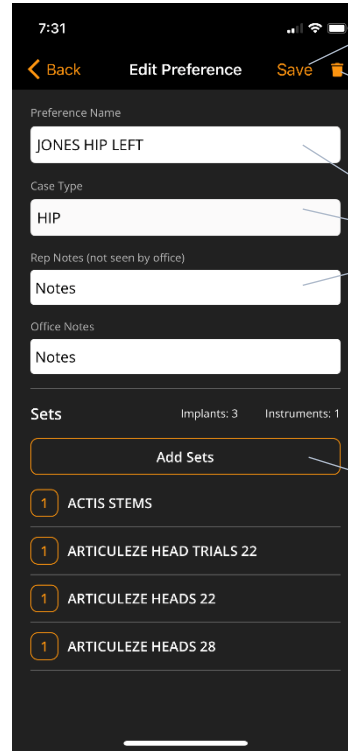 7:31
Back Edit Preference Save
Preference Name
JONES HIP LEFT
Case Type
HIP
Rep Notes (not seen by office)
Notes
Office Notes
Notes
Sets Implants: 3 Instruments: 1
Add Sets
1 ACTIS STEMS
1 ARTICULEZE HEAD TRIALS 22
1 ARTICULEZE HEADS 22
1 ARTICULEZE HEADS 28